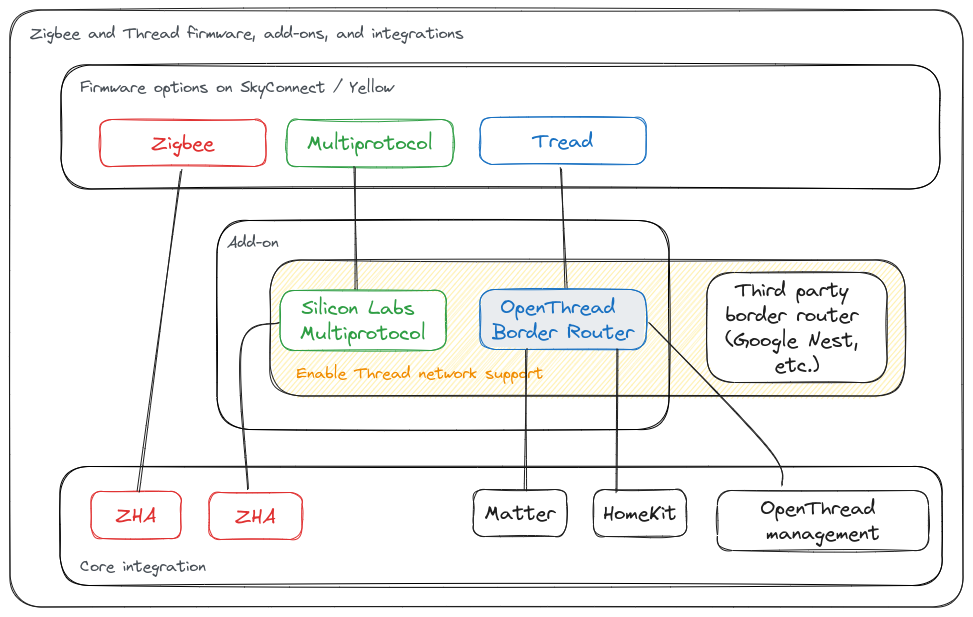 Zigbee and Thread firmware, add-ons, and integrations
Firmware options on SkyConnect / Yellow
Zigbee
Multiprotocol
Tread
Add-on
Silicon Labs
Multiprotocol
OpenThread
Border Router
Third party
border router
(Google Nest,
etc.)
Enable Thread network support
ZHA
ZHA
Matter
HomeKit
OpenThread
management
Core integration